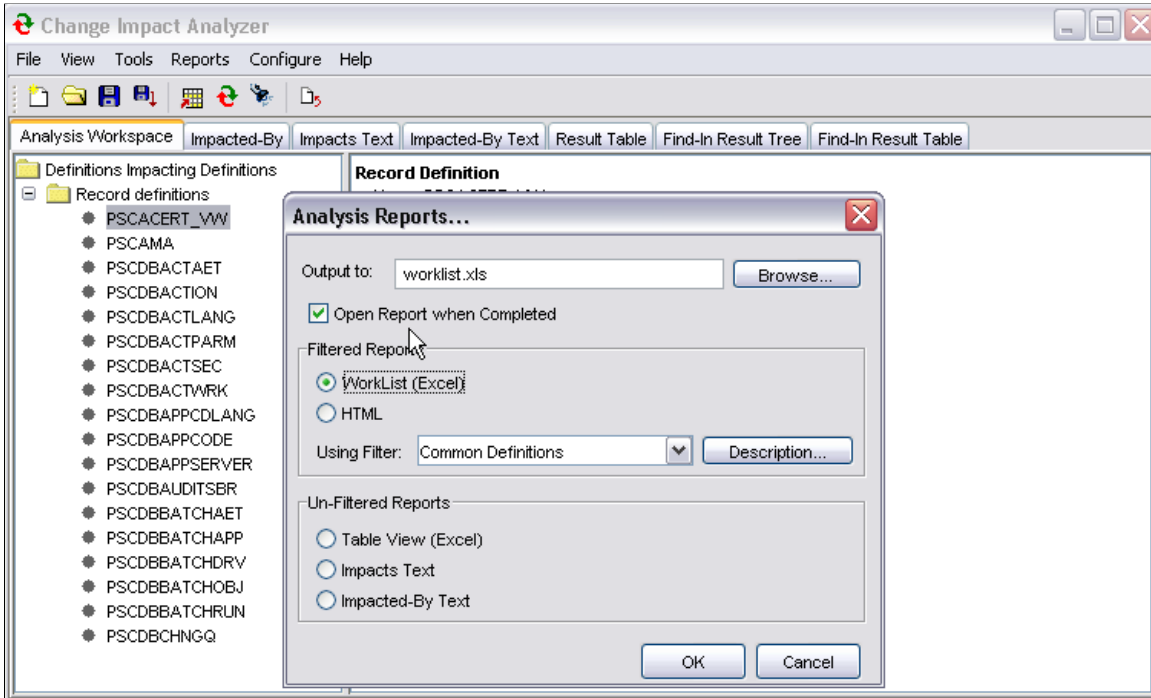 Change Impact Analyzer
File View Tools Reports Configure Help
Analysis Workspace Impacted-By Impacts Text Impacted-By Text Result Table Find-In Result Tree Find-In Result Table
Definitions Impacting Definitions
Record definitions
PSCACERT_VW
PSCAMA
PSCDBACTAET
PSCDBACTION
PSCDBACTLANG
PSCDBACTPARM
PSCDBACTSEC
PSCDBACTWRK
PSCDBAPPCDLANG
PSCDBAPPCODE
PSCDBAPPSERVER
PSCDBAUDITSBR
PSCDBBATCHAET
PSCDBBATCHAPP
PSCDBBATCHDRV
PSCDBBATCHOBJ
PSCDBBATCHRUN
PSCDBCHNGQ
Record Definition
Analysis Reports...
Output to: worklist.xls Browse...
Open Report when Completed
Filtered Reports
WorkList (Excel)
HTML
Using Filter: Common Definitions Description...
Un-Filtered Reports
Table View (Excel)
Impacts Text
Impacted-By Text
OK Cancel